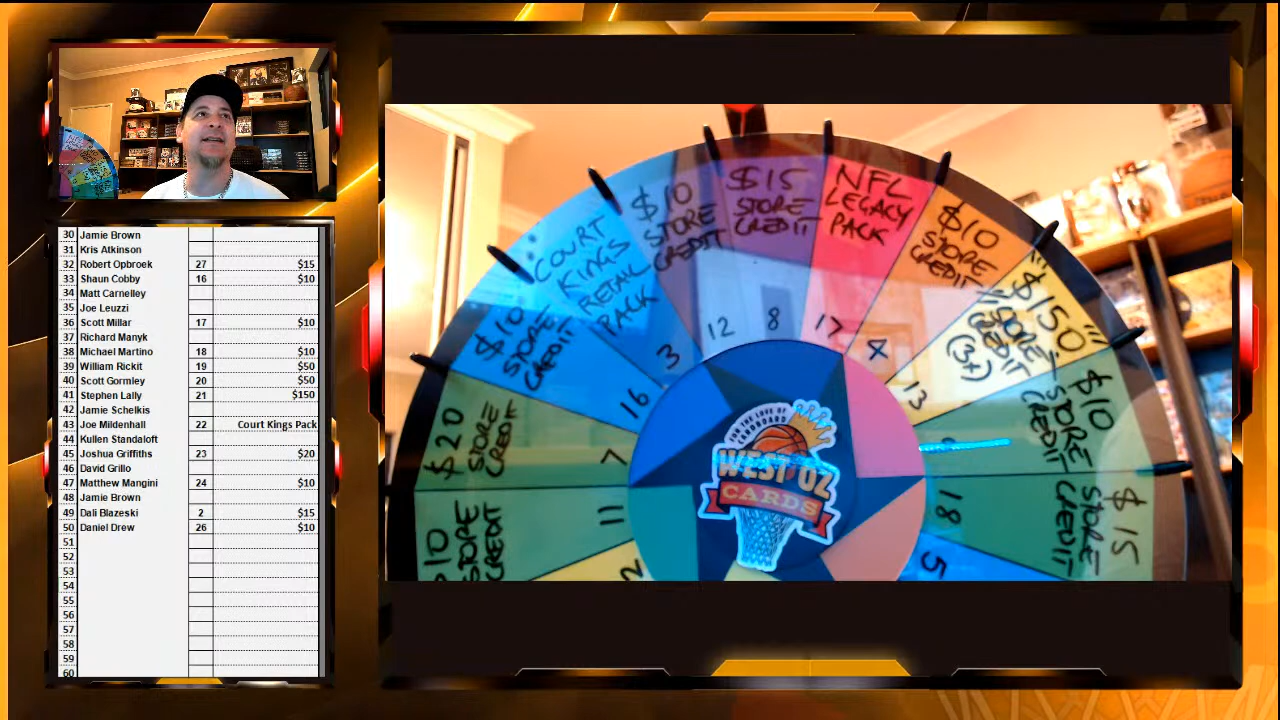 30 Jamie Brown
31 Kris Atkinson
32 Robert Opbroek 27 $15
33 Shaun Cobby 16 $10
34 Matt Carnelley
35 Joe Leuzzi
36 Scott Millar 17 $10
37 Richard Manyk
38 Michael Martino 18 $10
39 William Rickit 19 $50
40 Scott Gormley 20 $50
41 Stephen Lally 21 $150
42 Jamie Schelkis
43 Joe Mildenhall 22 Court Kings Pack
44 Kullen Standaloft
45 Joshua Griffiths 23 $20
46 David Grillo
47 Matthew Mangini 24 $10
48 Jamie Brown
49 Dali Blazeski 2 $15
50 Daniel Drew 26 $10
51
52
53
54
55
56
57
58
59
60
$10
STORE
CREDIT
11
$20
STORE
CREDIT
7
$10
STORE
CREDIT
16
COURT
KINGS
RETAIL
PACK
3
$10
STORE
CREDIT
12
$15
STORE
CREDIT
8
NFL
LEGACY
PACK
17
$10
STORE
CREDIT
4
"$150"
STORE
CREDIT
(3+)
13
$10
STORE
CREDIT
$15
STORE
CREDIT
18
5
2
FOR THE LOVE OF
CARDBOARD
WEST OZ
CARDS